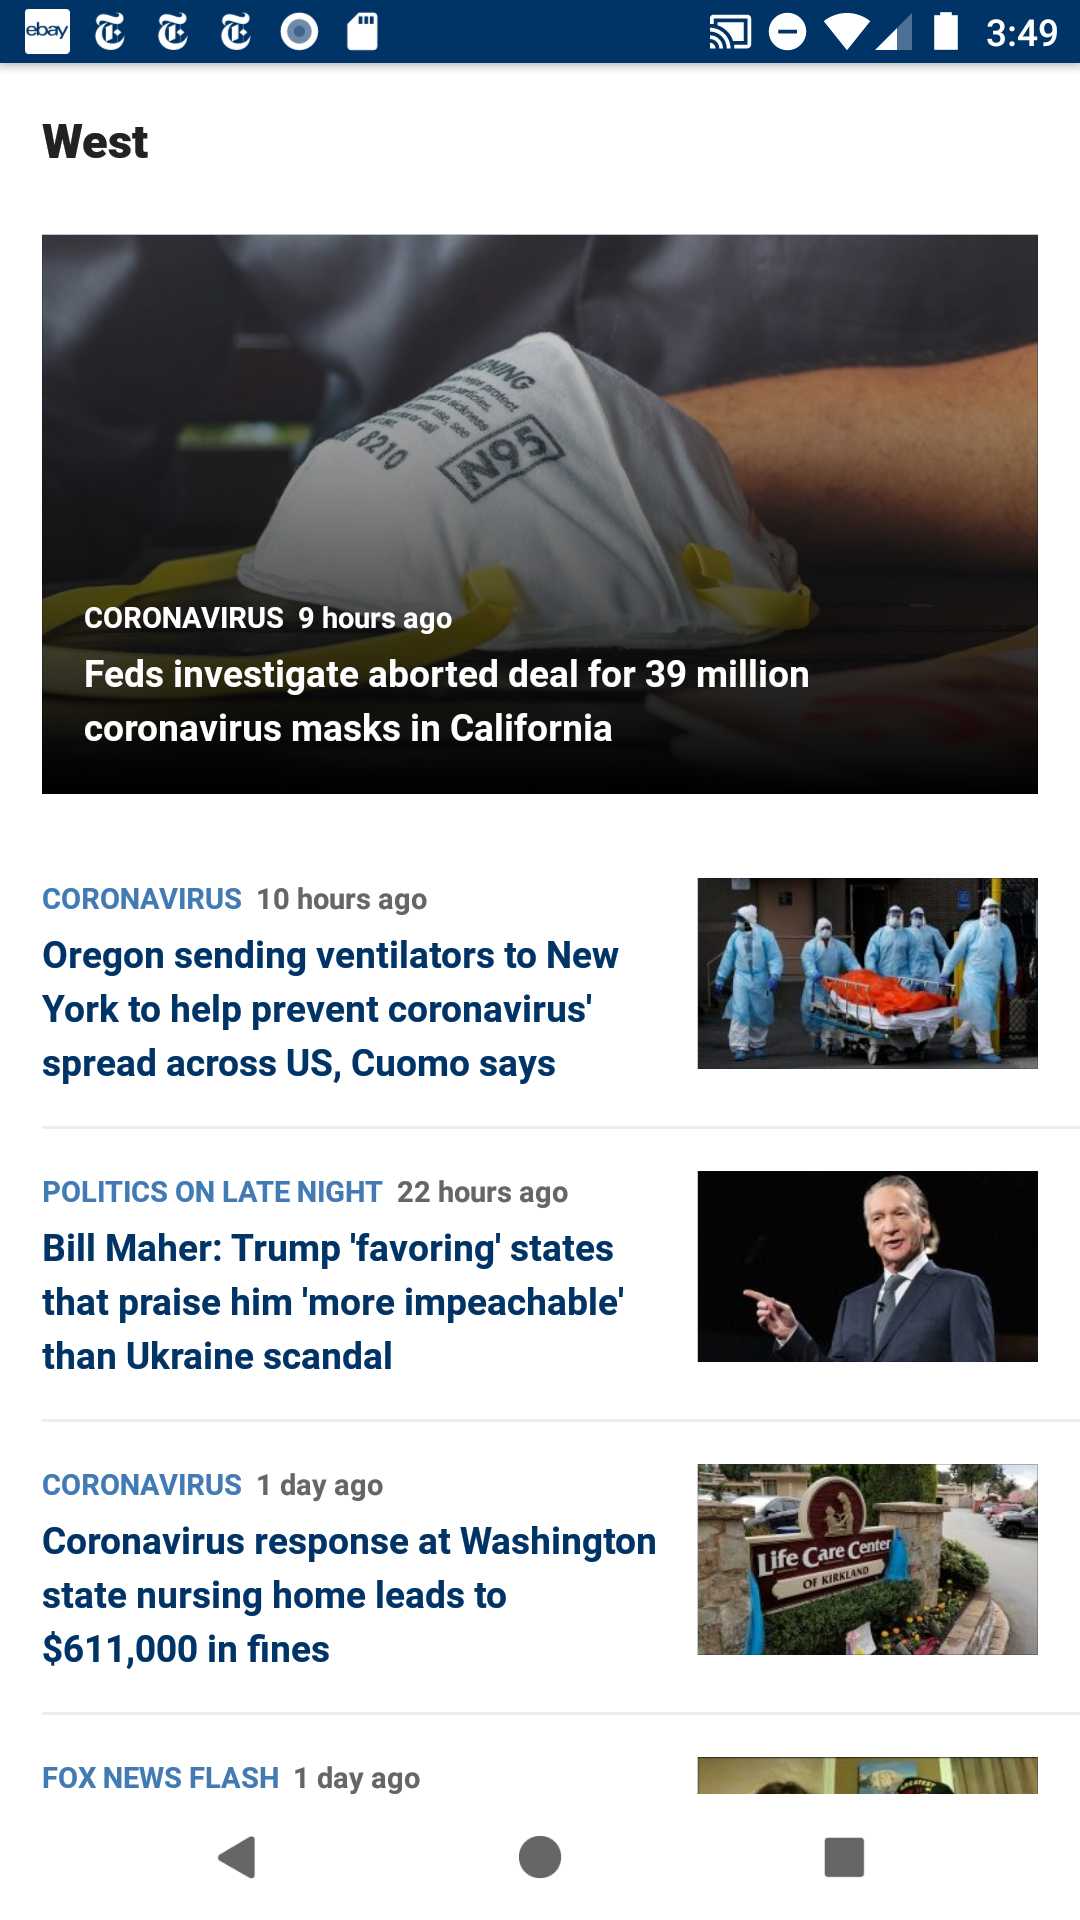 ebay
3:49
West
WARNING
8210
N95
CORONAVIRUS 9 hours ago
Feds investigate aborted deal for 39 million
coronavirus masks in California
CORONAVIRUS 10 hours ago
Oregon sending ventilators to New
York to help prevent coronavirus'
spread across US, Cuomo says
POLITICS ON LATE NIGHT 22 hours ago
Bill Maher: Trump 'favoring' states
that praise him 'more impeachable'
than Ukraine scandal
CORONAVIRUS 1 day ago
Coronavirus response at Washington
state nursing home leads to
$611,000 in fines
Life Care Center
OF KIRKLAND
FOX NEWS FLASH 1 day ago